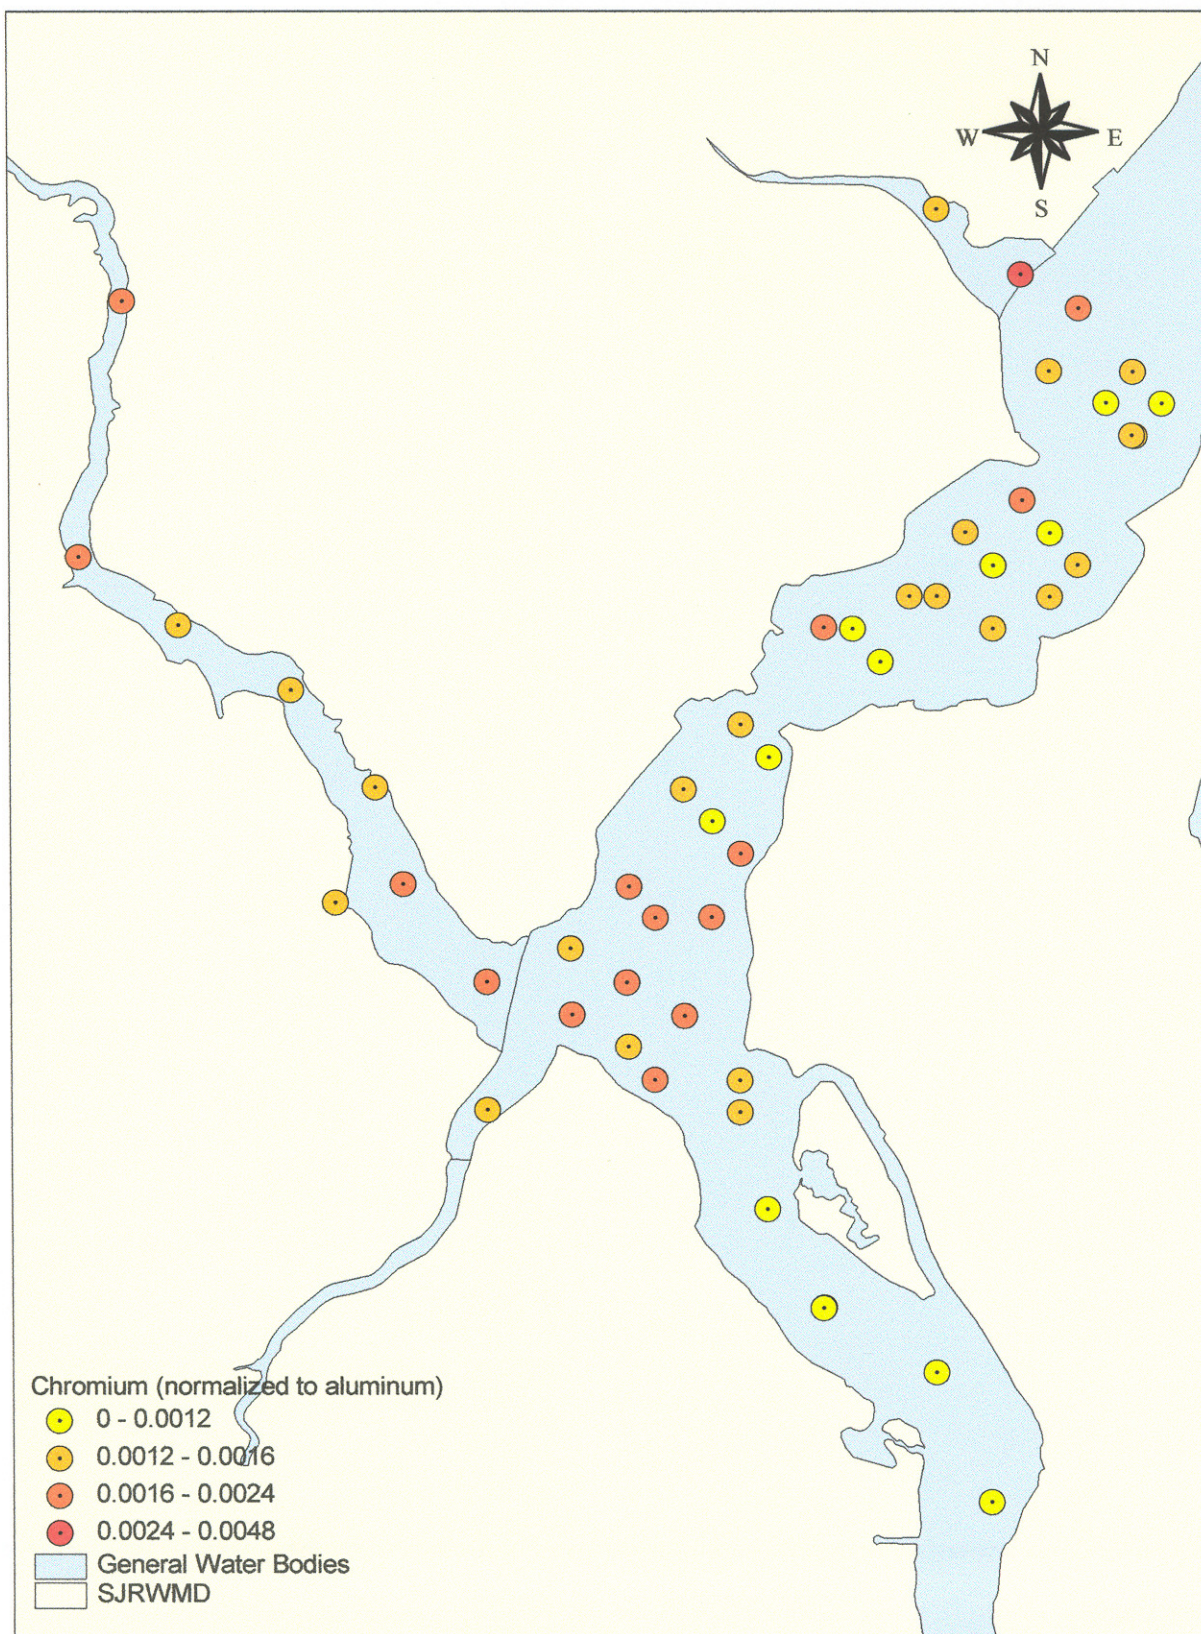 N
W E
S
Chromium (normalized to aluminum)
0 - 0.0012
0.0012 - 0.0016
0.0016 - 0.0024
0.0024 - 0.0048
General Water Bodies
SJRWMD